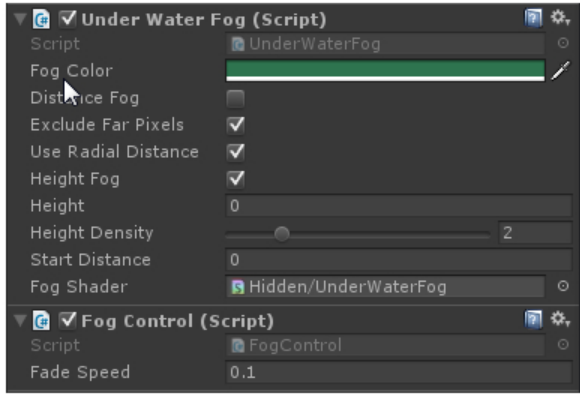 Under Water Fog (Script)
Script UnderWaterFog
Fog Color
Distance Fog
Exclude Far Pixels
Use Radial Distance
Height Fog
Height 0
Height Density 2
Start Distance 0
Fog Shader Hidden/UnderWaterFog
Fog Control (Script)
Script FogControl
Fade Speed 0.1